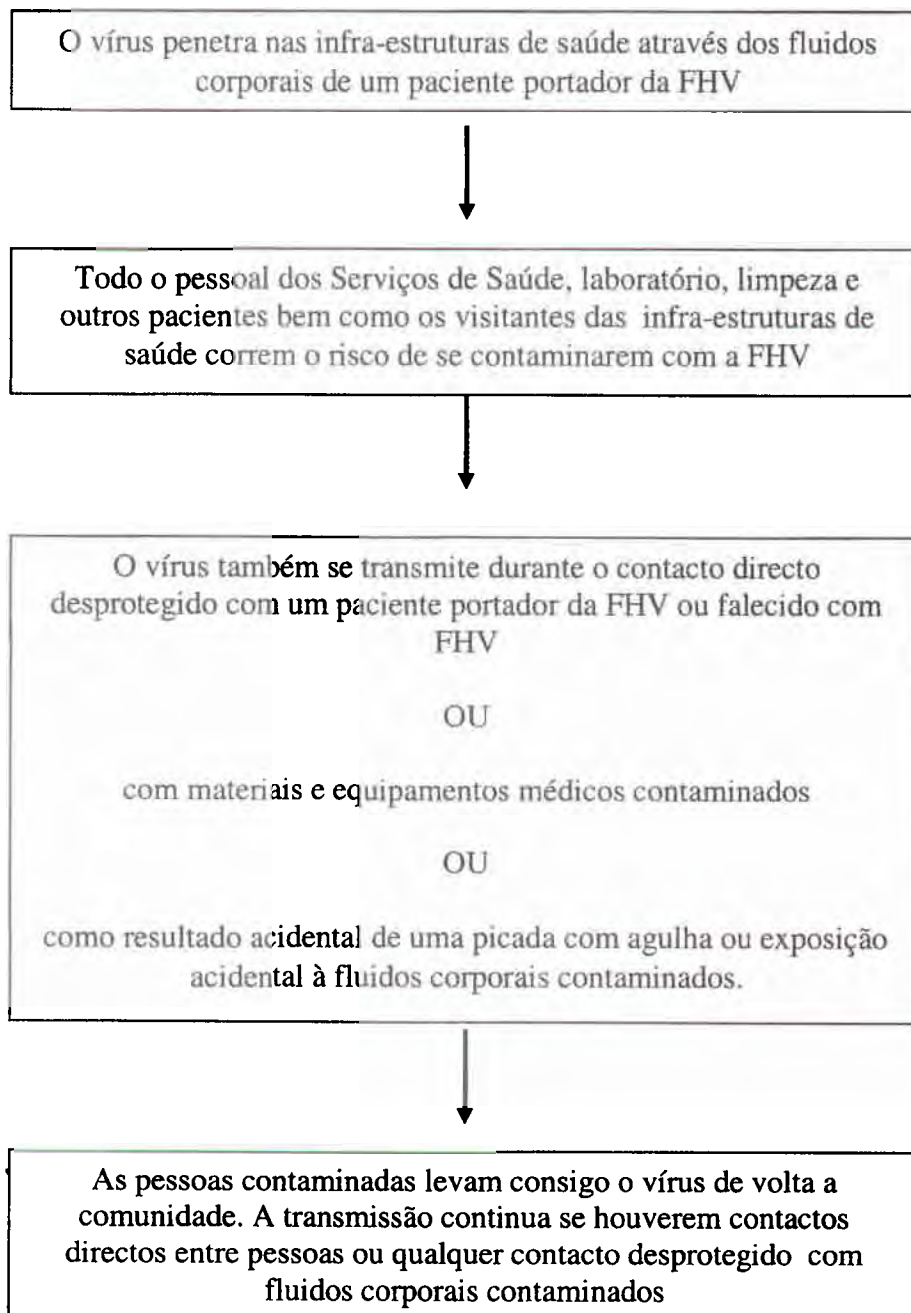 O vírus penetra nas infra-estruturas de saúde através dos fluidos
corporais de um paciente portador da FHV
Todo o pessoal dos Serviços de Saúde, laboratório, limpeza e
outros pacientes bem como os visitantes das infra-estruturas de
saúde correm o risco de se contaminarem com a FHV
O vírus também se transmite durante o contacto directo
desprotegido com um paciente portador da FHV ou falecido com
FHV
OU
com materiais e equipamentos médicos contaminados
OU
como resultado acidental de uma picada com agulha ou exposição
acidental à fluidos corporais contaminados.
As pessoas contaminadas levam consigo o vírus de volta a
comunidade. A transmissão continua se houverem contactos
directos entre pessoas ou qualquer contacto desprotegido com
fluidos corporais contaminados